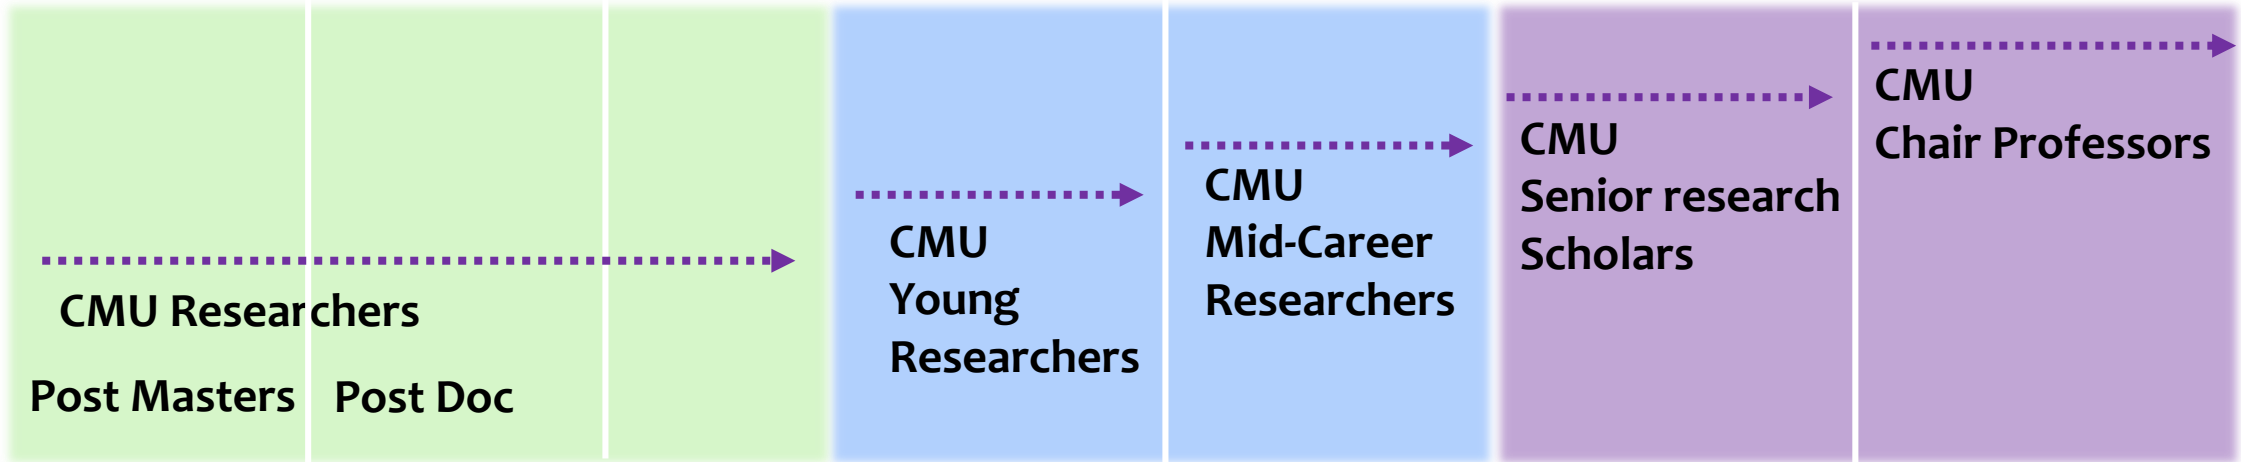 CMU Researchers
Post Masters
Post Doc
CMU
Young
Researchers
CMU
Mid-Career
Researchers
CMU
Senior research
Scholars
CMU
Chair Professors